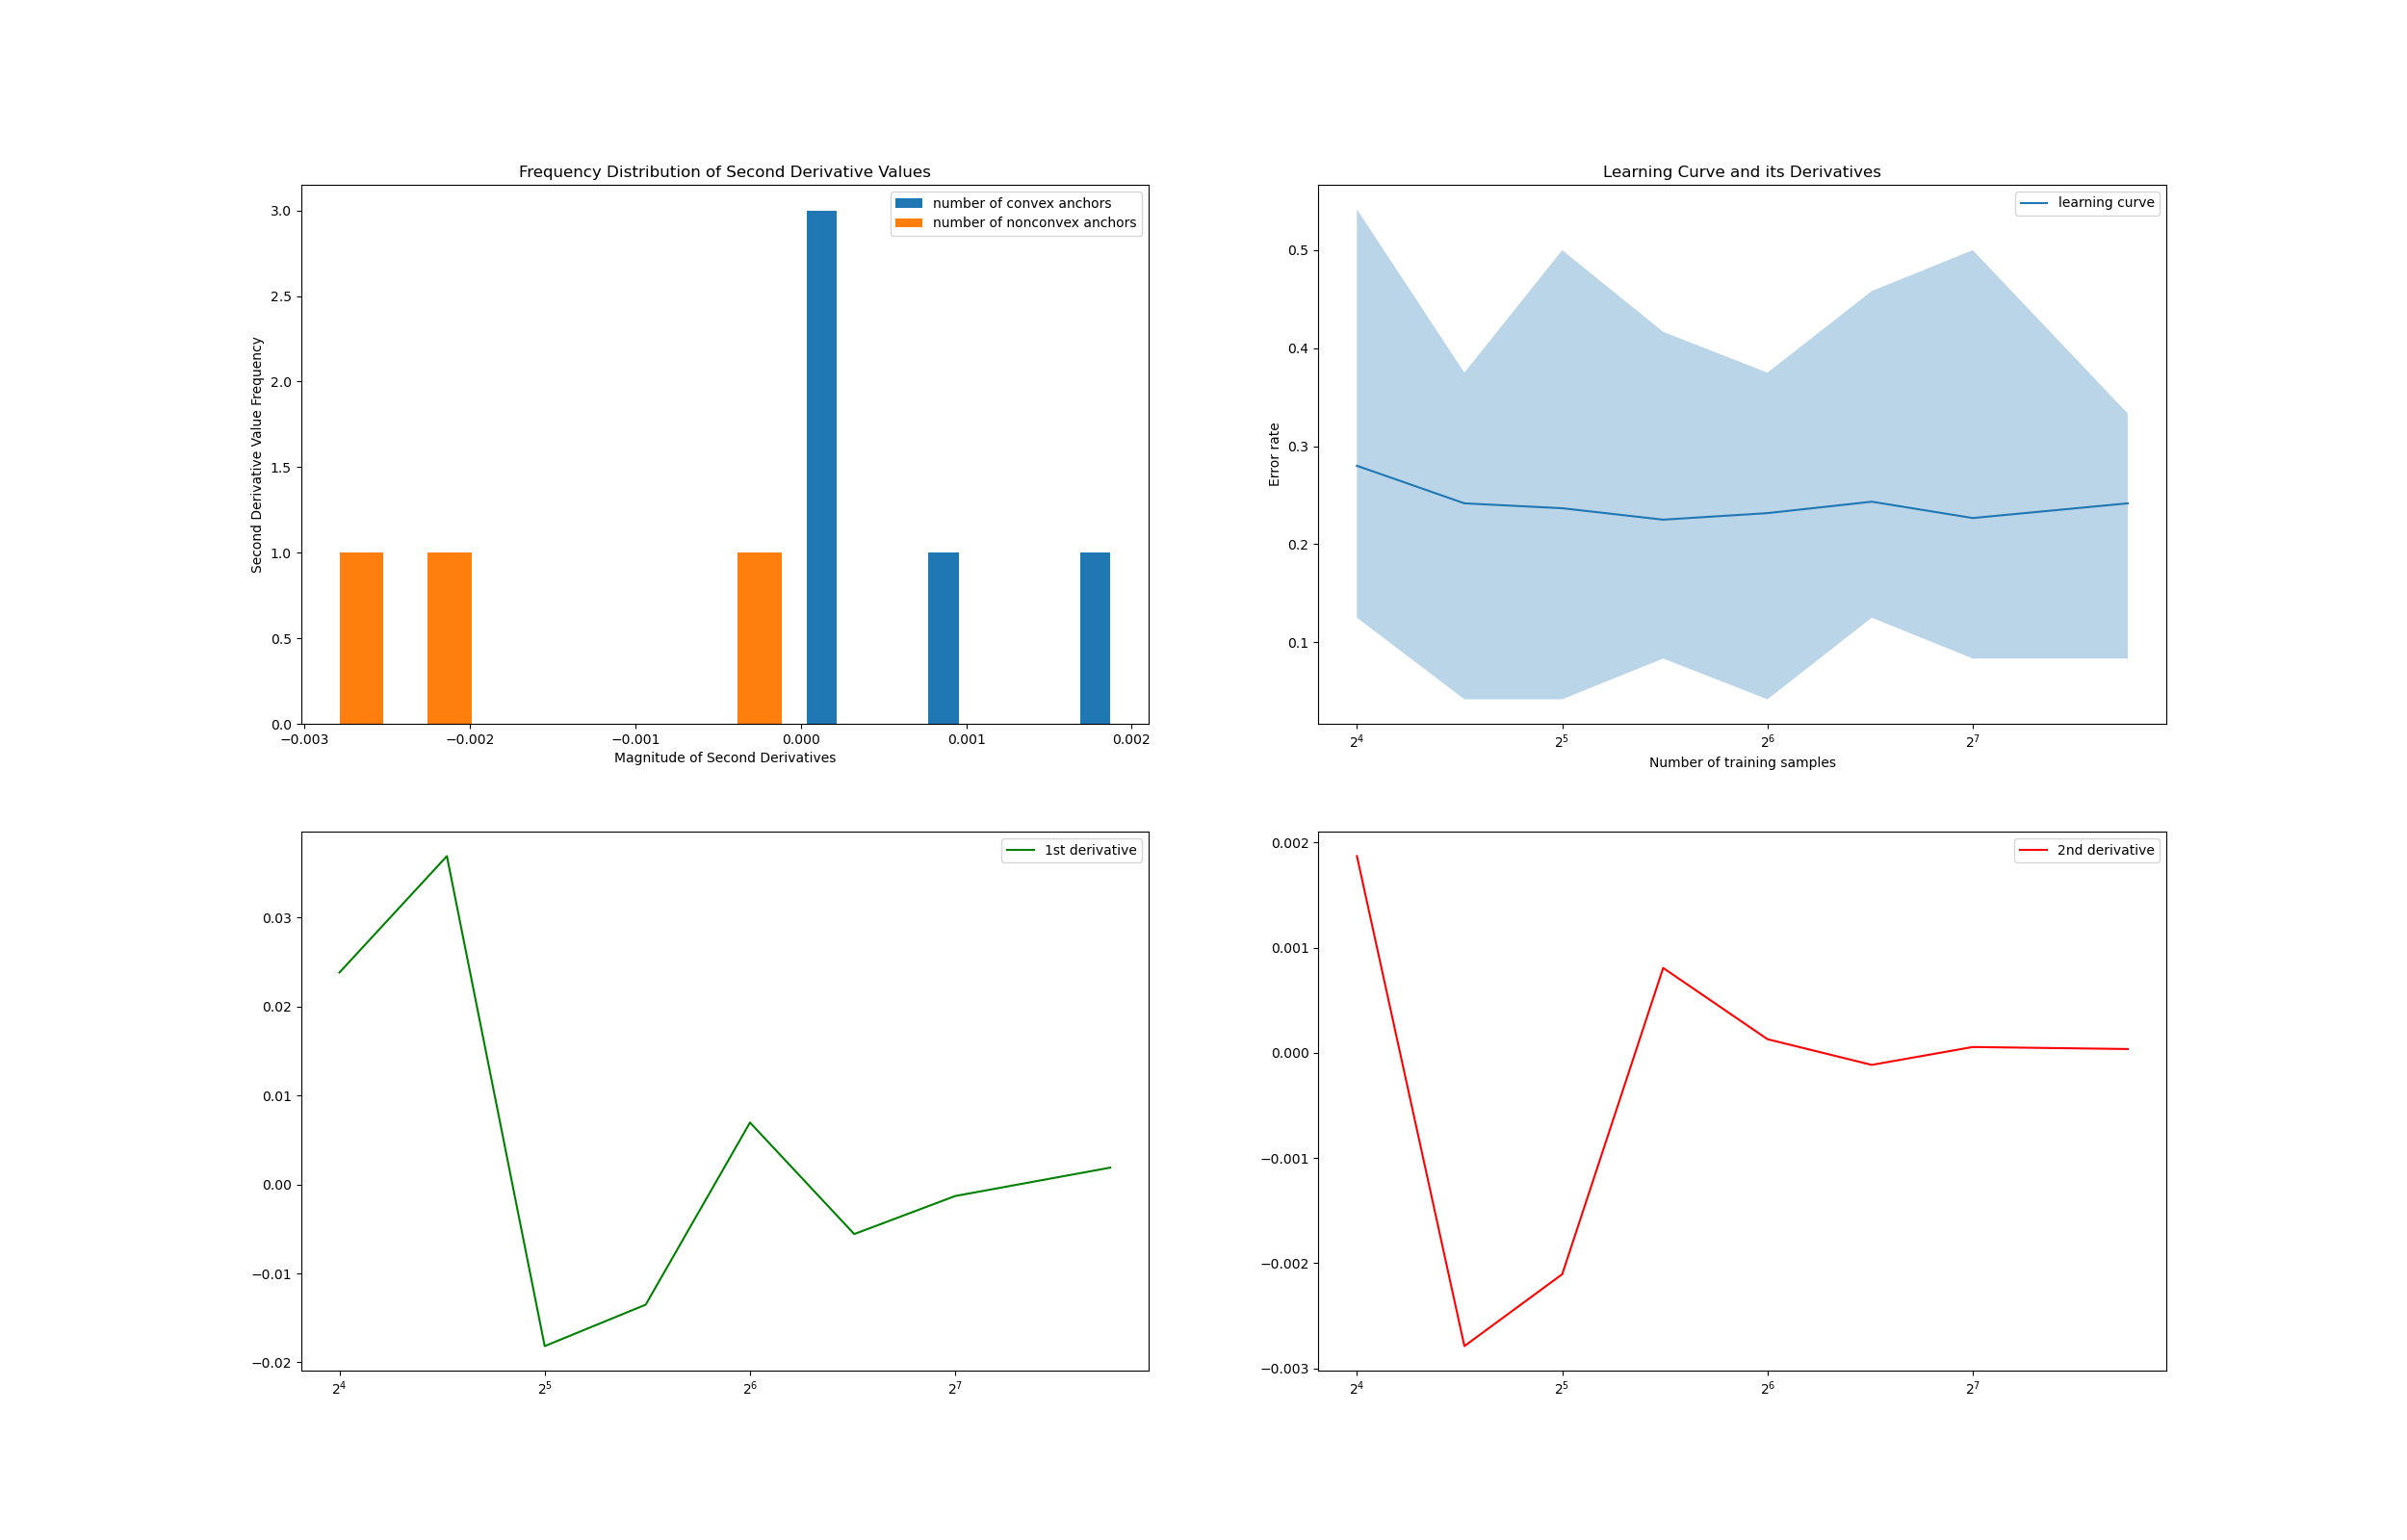 Frequency Distribution of Second Derivative Values
number of convex anchors
number of nonconvex anchors
Second Derivative Value Frequency
3.0
2.5
2.0
1.5
1.0
0.5
0.0
−0.003 −0.002 −0.001 0.000 0.001 0.002
Magnitude of Second Derivatives
Learning Curve and its Derivatives
learning curve
Error rate
0.5
0.4
0.3
0.2
0.1
2⁴ 2⁵ 2⁶ 2⁷
Number of training samples
1st derivative
0.03
0.02
0.01
0.00
−0.01
−0.02
2⁴ 2⁵ 2⁶ 2⁷
2nd derivative
0.002
0.001
0.000
−0.001
−0.002
−0.003
2⁴ 2⁵ 2⁶ 2⁷